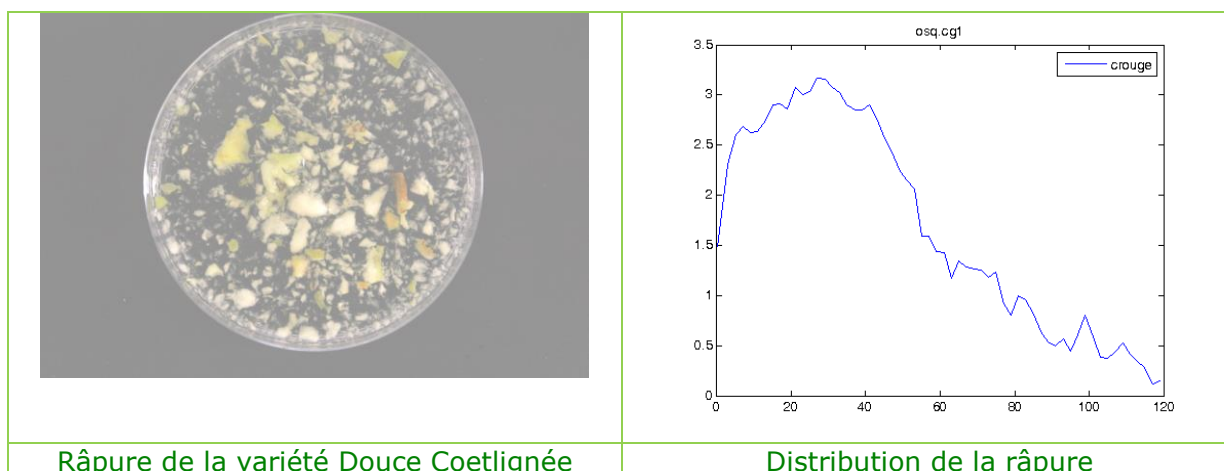 osq.cg1
crouge
3.5
3
2.5
2
1.5
1
0.5
0
0 20 40 60 80 100 120
Râpure de la variété Douce Coetlignée
Distribution de la râpure